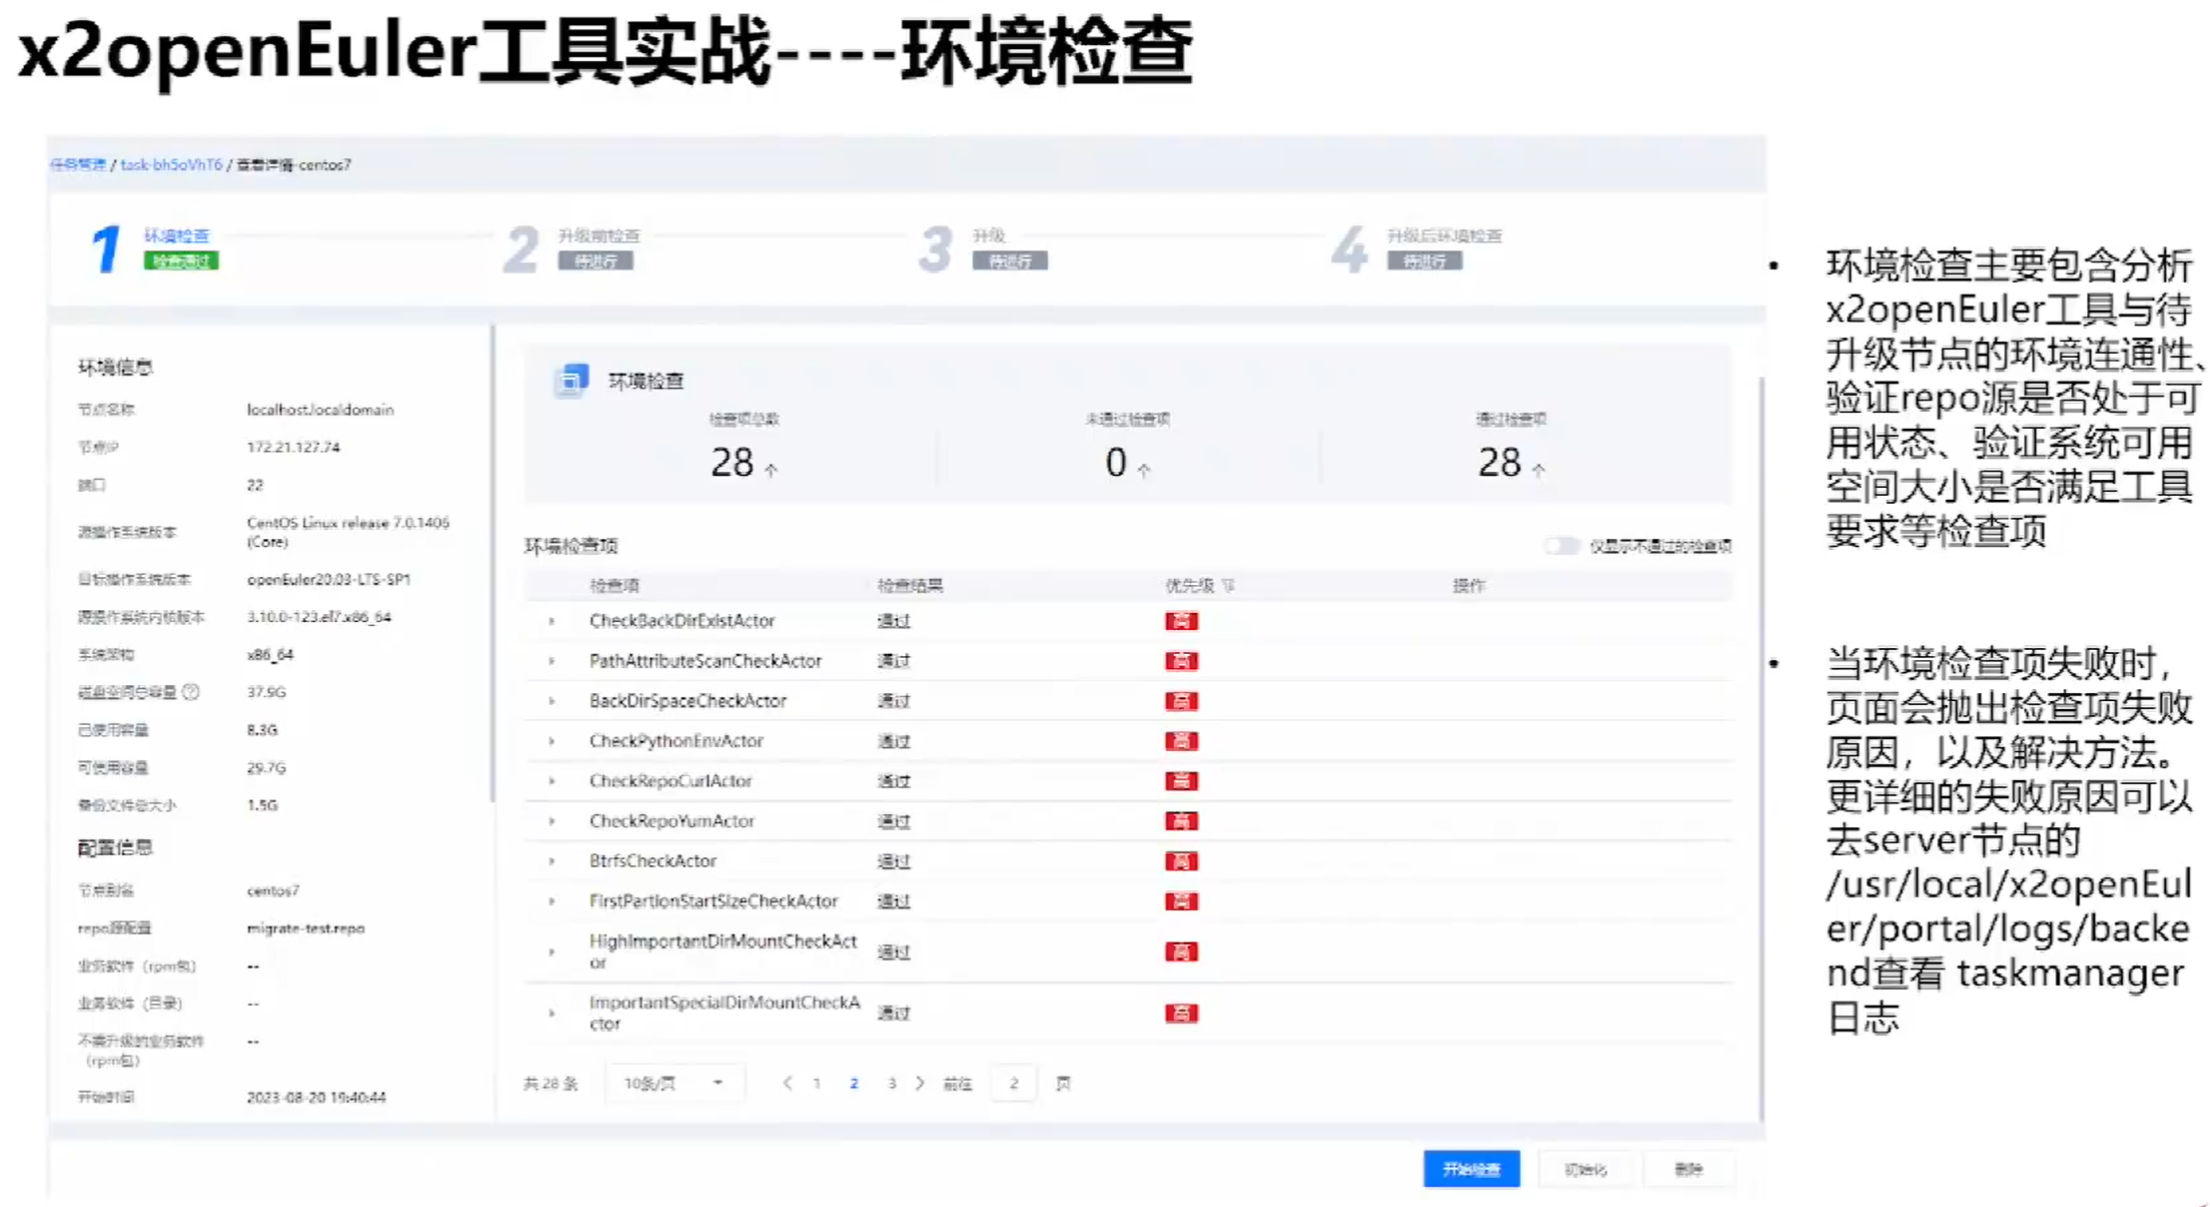 x2openEuler工具实战----环境检查
任务管理 / task-bh5oVhT6 / 查看详情-centos7
1 环境检查 检查通过
2 升级前检查 待进行
3 升级 待进行
4 升级后环境检查 待进行
环境信息
节点名称 localhost.localdomain
节点IP 172.21.127.74
端口 22
源操作系统版本 CentOS Linux release 7.0.1406
(Core)
目标操作系统版本 openEuler20.03-LTS-SP1
源操作系统内核版本 3.10.0-123.el7.x86_64
系统架构 x86_64
磁盘空间总容量 37.9G
已使用容量 8.3G
可使用容量 29.7G
备份文件总大小 1.5G
配置信息
节点别名 centos7
repo源配置 migrate-test.repo
业务软件（rpm包） --
业务软件（目录） --
不需升级的业务软件 --
（rpm包）
开始时间 2023-08-20 19:40:44
环境检查
检查项总数 未通过检查项 通过检查项
28 个 0 个 28 个
环境检查项 仅显示不通过的检查项
检查项 检查结果 优先级 操作
CheckBackDirExistActor 通过 高
PathAttributeScanCheckActor 通过 高
BackDirSpaceCheckActor 通过 高
CheckPythonEnvActor 通过 高
CheckRepoCurlActor 通过 高
CheckRepoYumActor 通过 高
BtrfsCheckActor 通过 高
FirstPartionStartSizeCheckActor 通过 高
HighImportantDirMountCheckAct
or 通过 高
ImportantSpecialDirMountCheckA
ctor 通过 高
共 28 条 10条/页 < 1 2 3 > 前往 2 页
开始检查 初始化 删除
• 环境检查主要包含分析
x2openEuler工具与待
升级节点的环境连通性、
验证repo源是否处于可
用状态、验证系统可用
空间大小是否满足工具
要求等检查项
• 当环境检查项失败时，
页面会抛出检查项失败
原因，以及解决方法。
更详细的失败原因可以
去server节点的
/usr/local/x2openEul
er/portal/logs/backe
nd查看 taskmanager
日志